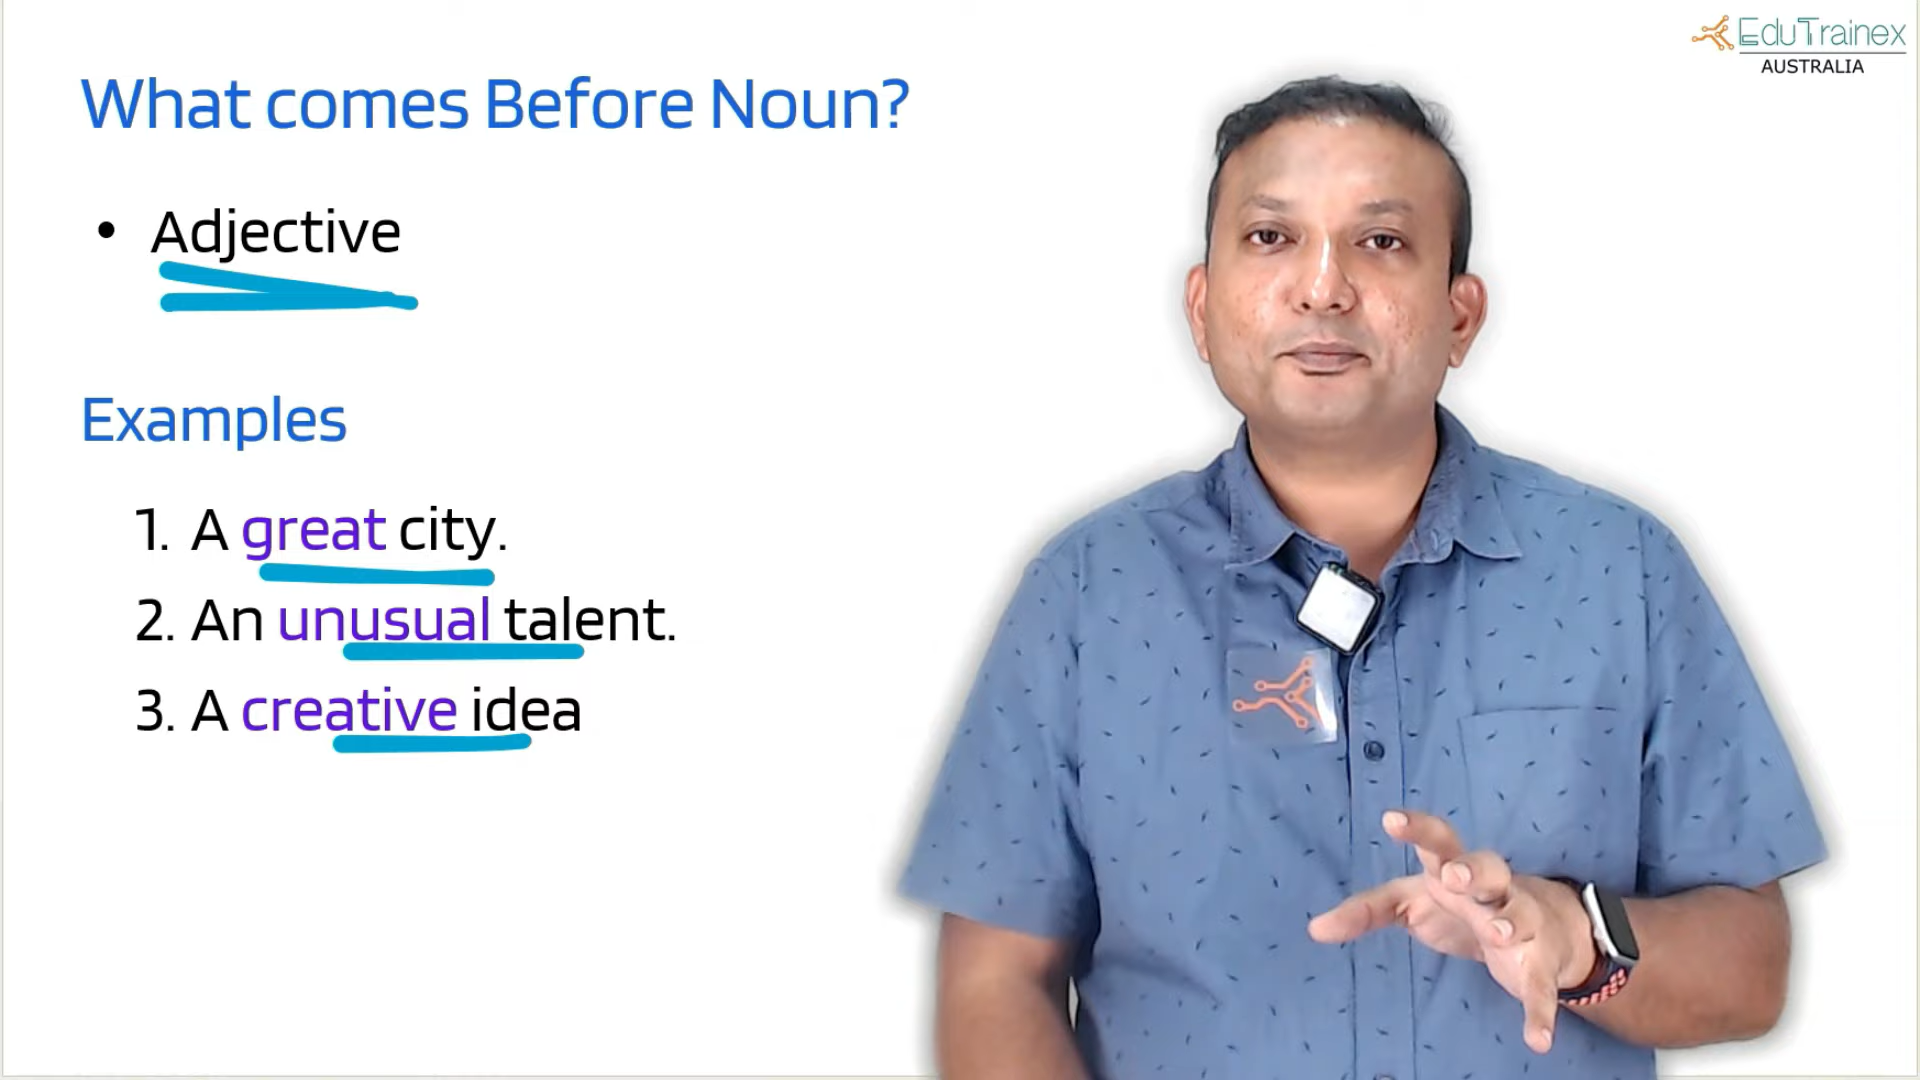 EduTrainex
AUSTRALIA
What comes Before Noun?
• Adjective
Examples
1. A great city.
2. An unusual talent.
3. A creative idea